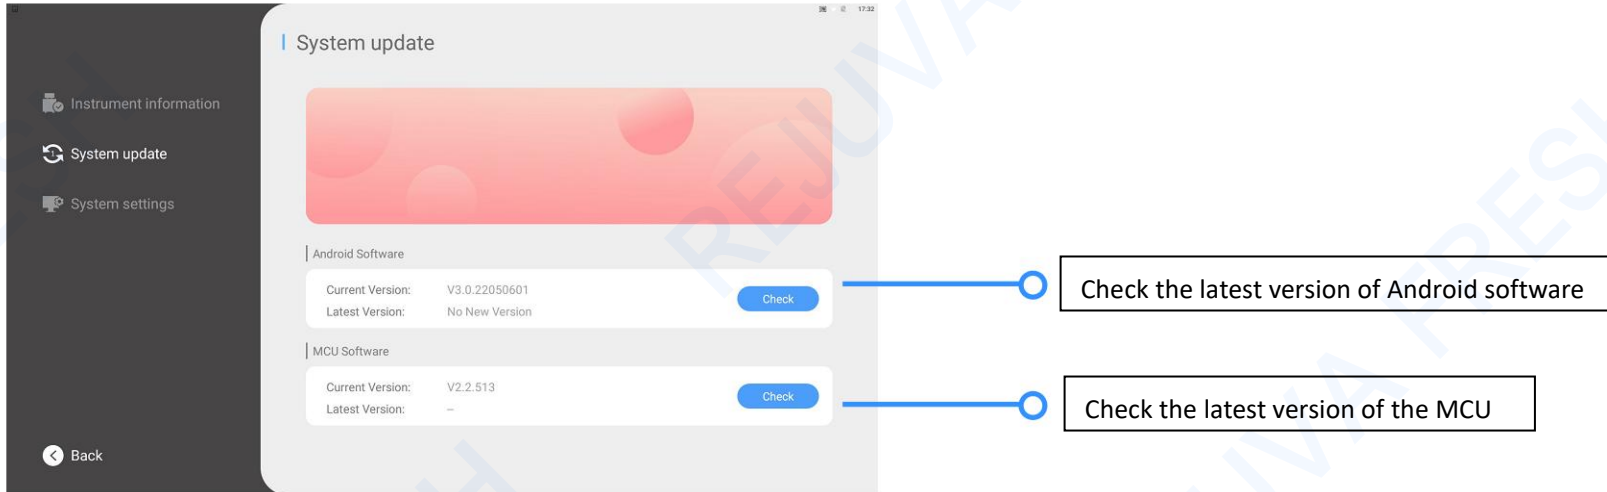 17:32
System update
Instrument information
System update
System settings
Android Software
Current Version: V3.0.22050601
Latest Version: No New Version
Check
Check the latest version of Android software
MCU Software
Current Version: V2.2.513
Latest Version: –
Check
Check the latest version of the MCU
Back
REJUVA FRESH